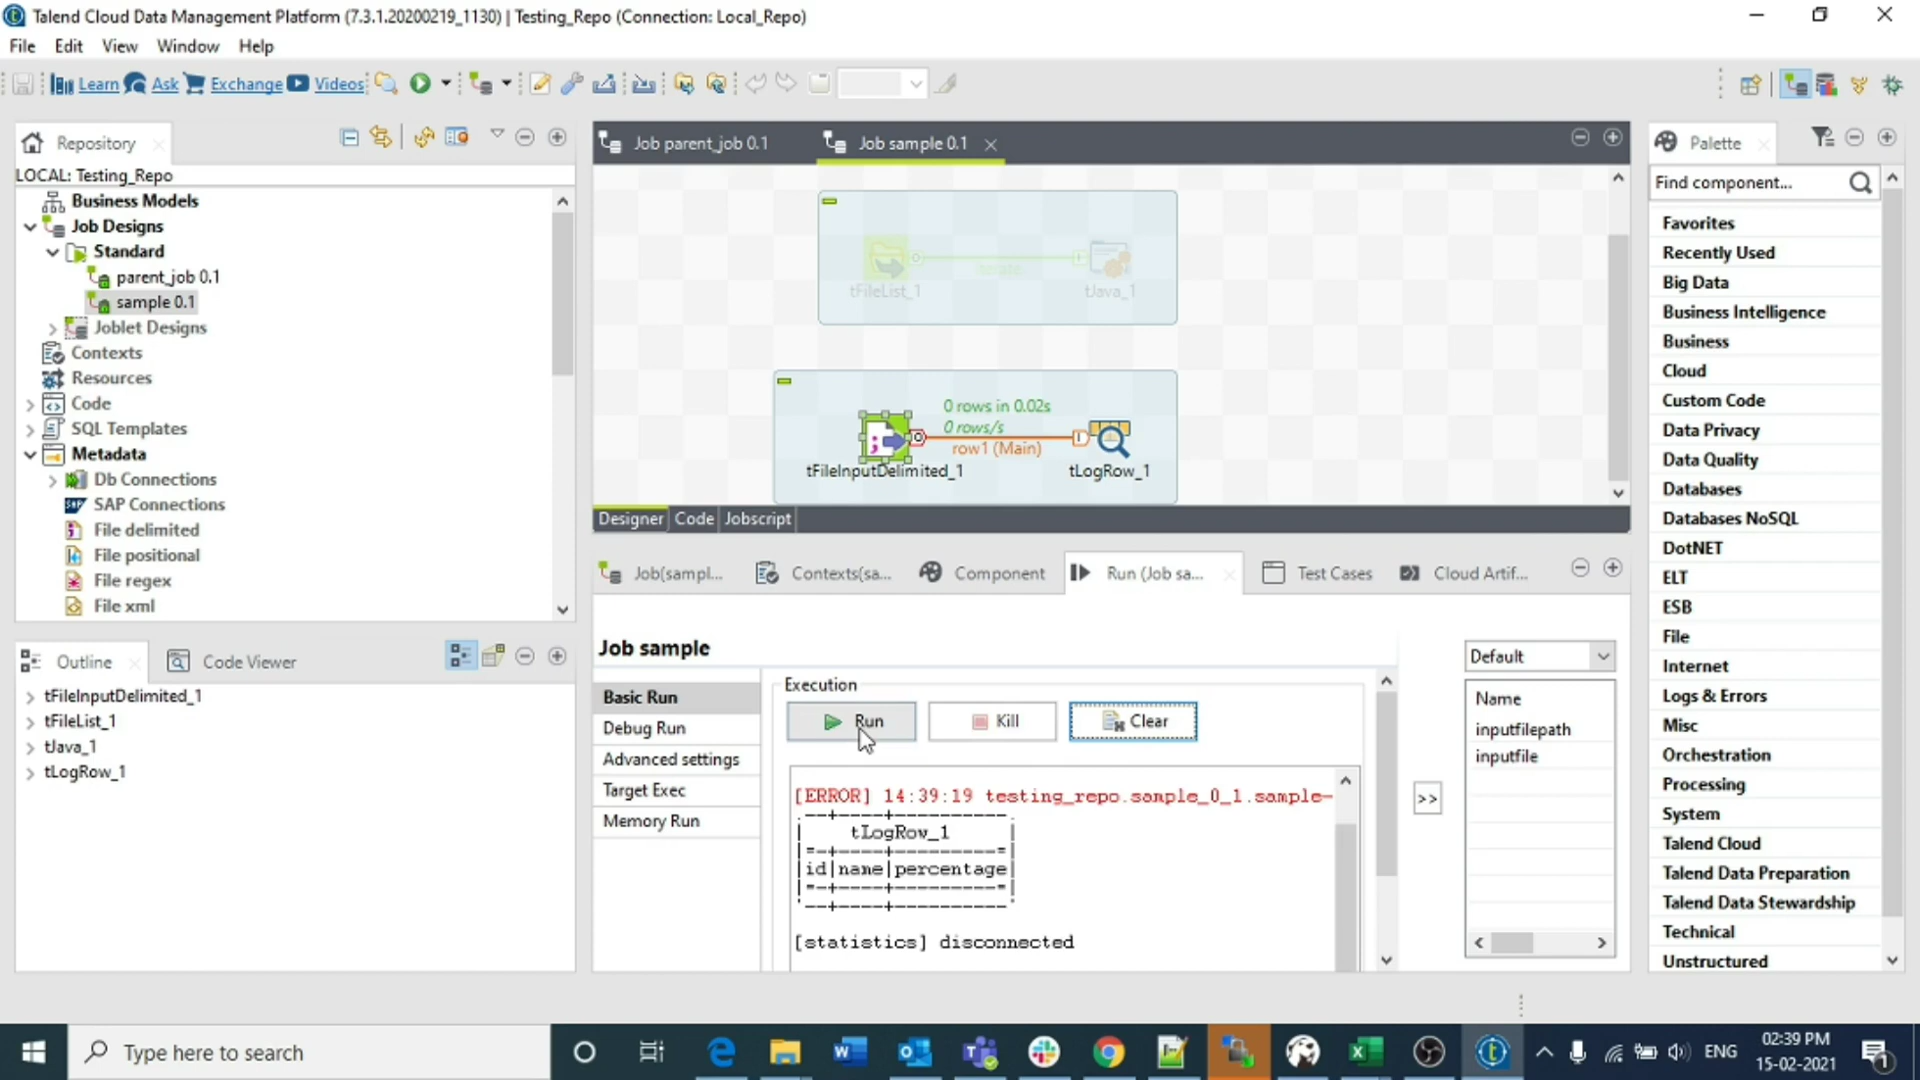 Talend Cloud Data Management Platform (7.3.1.20200219_1130) | Testing_Repo (Connection: Local_Repo)
File Edit View Window Help
Learn Ask Exchange Videos
Repository
LOCAL: Testing_Repo
Business Models
Job Designs
Standard
parent_job 0.1
sample 0.1
Joblet Designs
Contexts
Resources
Code
SQL Templates
Metadata
Db Connections
SAP Connections
File delimited
File positional
File regex
File xml
Outline Code Viewer
tFileInputDelimited_1
tFileList_1
tJava_1
tLogRow_1
Job parent_job 0.1 Job sample 0.1
tFileList_1 tJava_1
0 rows in 0.02s
0 rows/s
row1 (Main)
tFileInputDelimited_1 tLogRow_1
Designer Code Jobscript
Job(sampl... Contexts(sa... Component Run (Job sa... Test Cases Cloud Artif...
Job sample
Basic Run
Debug Run
Advanced settings
Target Exec
Memory Run
Execution
Run Kill Clear
[ERROR] 14:39:19 testing_repo.sample_0_1.sample-
.--+----+----------.
| tLogRow_1 |
|=-+----+---------=|
|id|name|percentage|
|=-+----+---------=|
'--+----+----------'
[statistics] disconnected
>>
Default
Name
inputfilepath
inputfile
Palette
Find component...
Favorites
Recently Used
Big Data
Business Intelligence
Business
Cloud
Custom Code
Data Privacy
Data Quality
Databases
Databases NoSQL
DotNET
ELT
ESB
File
Internet
Logs & Errors
Misc
Orchestration
Processing
System
Talend Cloud
Talend Data Preparation
Talend Data Stewardship
Technical
Unstructured
Type here to search
ENG
02:39 PM
15-02-2021
1